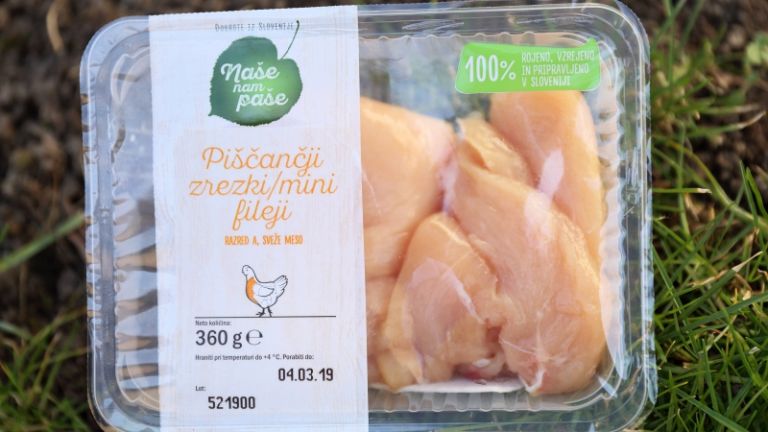 DOBROTE IZ SLOVENIJE
Naše
nam
paše
100%
ROJENO, VZREJENO
IN PRIPRAVLJENO
V SLOVENIJI
Piščančji
zrezki/mini
fileji
RAZRED A, SVEŽE MESO
Neto količina:
360 g e
Hraniti pri temperaturi do +4 °C. Porabiti do:
04.03.19
Lot:
521900